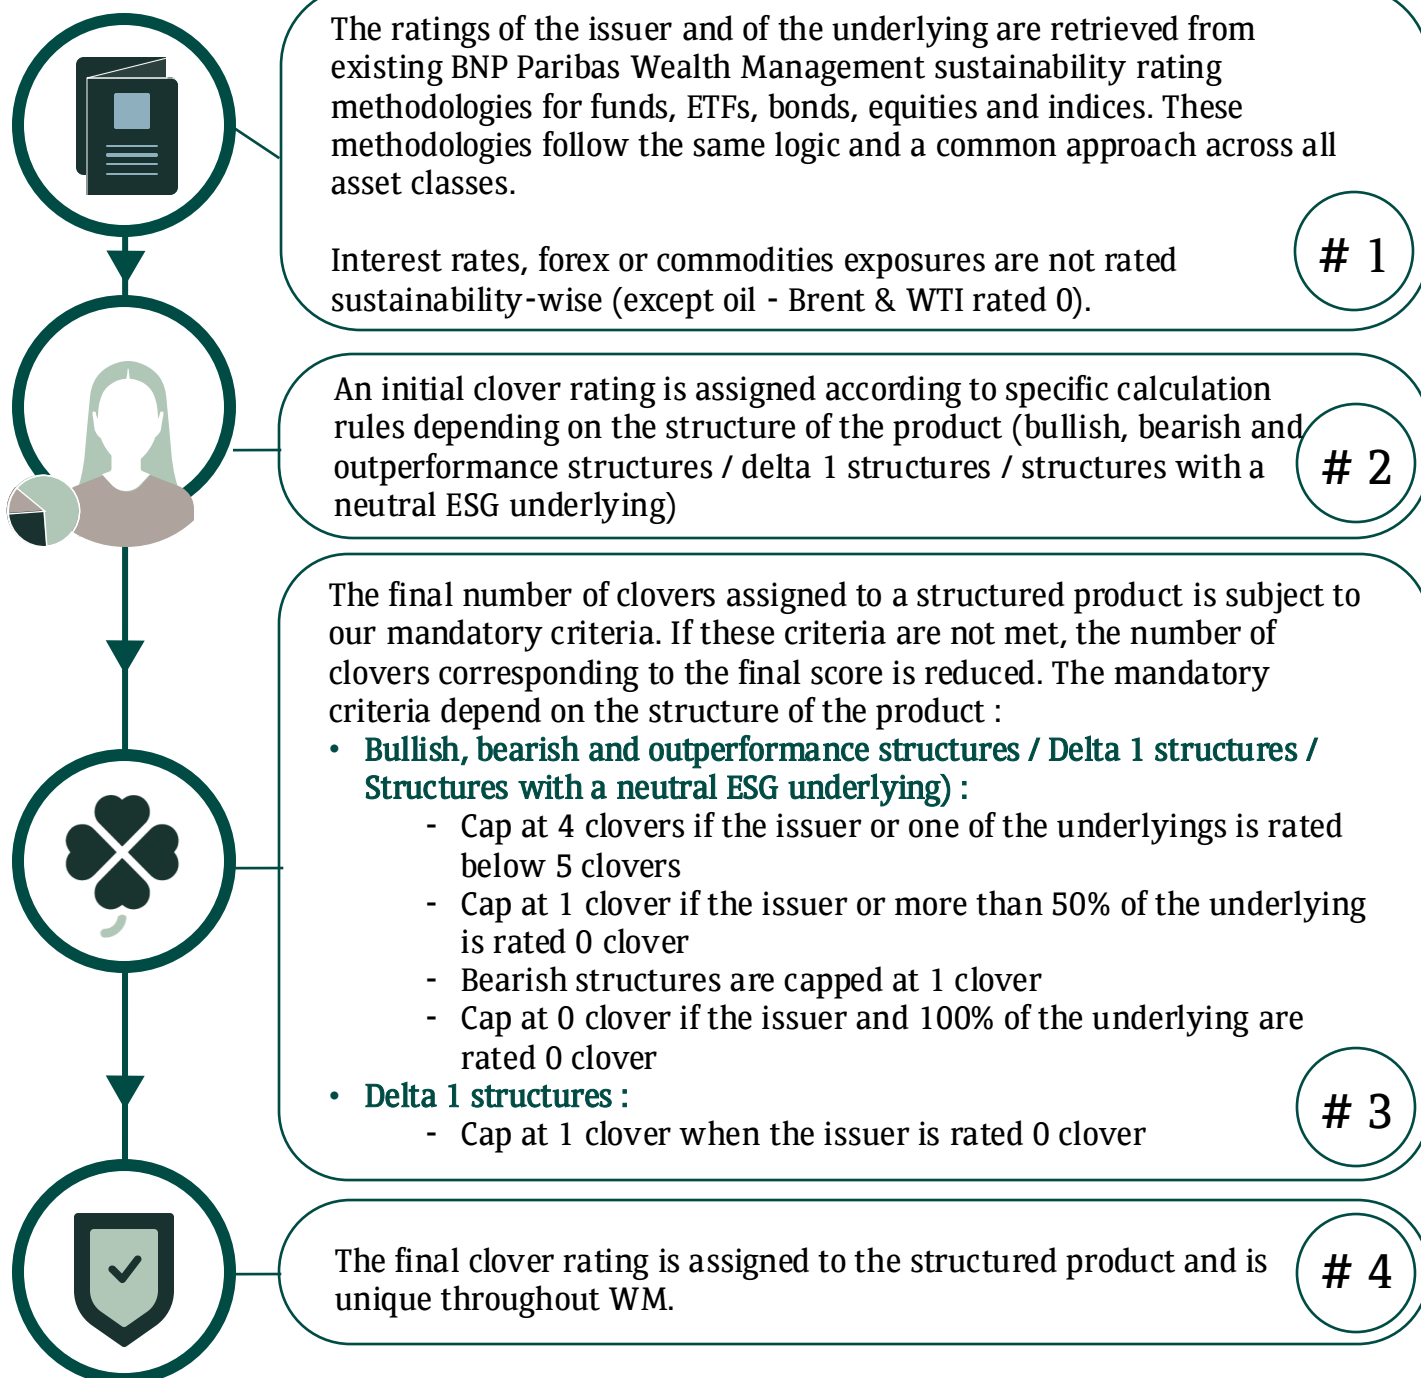 The ratings of the issuer and of the underlying are retrieved from
existing BNP Paribas Wealth Management sustainability rating
methodologies for funds, ETFs, bonds, equities and indices. These
methodologies follow the same logic and a common approach across all
asset classes.
Interest rates, forex or commodities exposures are not rated
sustainability-wise (except oil - Brent & WTI rated 0).
# 1
An initial clover rating is assigned according to specific calculation
rules depending on the structure of the product (bullish, bearish and
outperformance structures / delta 1 structures / structures with a
neutral ESG underlying)
# 2
The final number of clovers assigned to a structured product is subject to
our mandatory criteria. If these criteria are not met, the number of
clovers corresponding to the final score is reduced. The mandatory
criteria depend on the structure of the product :
• Bullish, bearish and outperformance structures / Delta 1 structures /
Structures with a neutral ESG underlying) :
- Cap at 4 clovers if the issuer or one of the underlyings is rated
below 5 clovers
- Cap at 1 clover if the issuer or more than 50% of the underlying
is rated 0 clover
- Bearish structures are capped at 1 clover
- Cap at 0 clover if the issuer and 100% of the underlying are
rated 0 clover
• Delta 1 structures :
- Cap at 1 clover when the issuer is rated 0 clover
# 3
The final clover rating is assigned to the structured product and is
unique throughout WM.
# 4